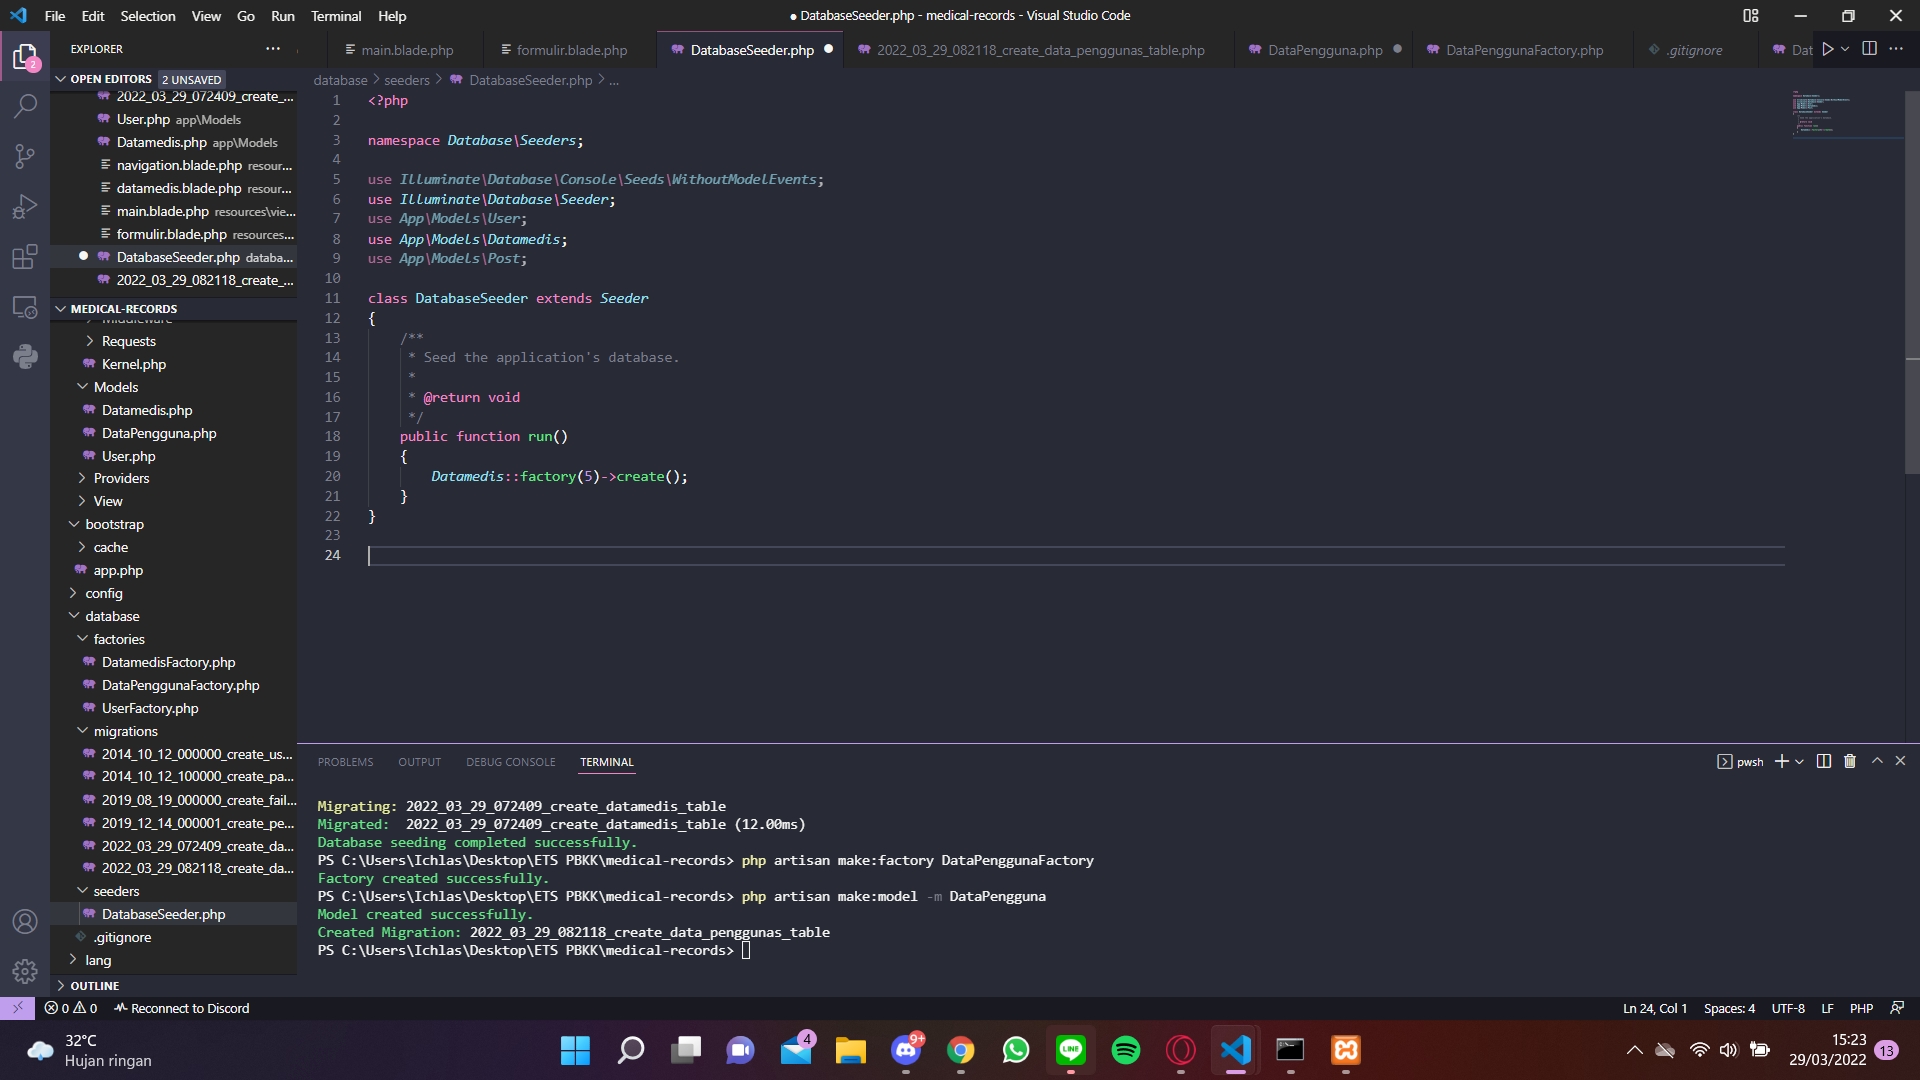 File Edit Selection View Go Run Terminal Help
● DatabaseSeeder.php - medical-records - Visual Studio Code
EXPLORER
main.blade.php
formulir.blade.php
DatabaseSeeder.php
2022_03_29_082118_create_data_penggunas_table.php
DataPengguna.php
DataPenggunaFactory.php
.gitignore
Dat
OPEN EDITORS 2 UNSAVED
2022_03_29_072409_create_...
User.php app\Models
Datamedis.php app\Models
navigation.blade.php resour...
datamedis.blade.php resour...
main.blade.php resources\vie...
formulir.blade.php resources...
DatabaseSeeder.php databa...
2022_03_29_082118_create_...
MEDICAL-RECORDS
Middleware
Requests
Kernel.php
Models
Datamedis.php
DataPengguna.php
User.php
Providers
View
bootstrap
cache
app.php
config
database
factories
DatamedisFactory.php
DataPenggunaFactory.php
UserFactory.php
migrations
2014_10_12_000000_create_us...
2014_10_12_100000_create_pa...
2019_08_19_000000_create_fail...
2019_12_14_000001_create_pe...
2022_03_29_072409_create_da...
2022_03_29_082118_create_da...
seeders
DatabaseSeeder.php
.gitignore
lang
OUTLINE
database > seeders > DatabaseSeeder.php > ...
1 <?php
2
3 namespace Database\Seeders;
4
5 use Illuminate\Database\Console\Seeds\WithoutModelEvents;
6 use Illuminate\Database\Seeder;
7 use App\Models\User;
8 use App\Models\Datamedis;
9 use App\Models\Post;
10
11 class DatabaseSeeder extends Seeder
12 {
13 /**
14 * Seed the application's database.
15 *
16 * @return void
17 */
18 public function run()
19 {
20 Datamedis::factory(5)->create();
21 }
22 }
23
24
PROBLEMS OUTPUT DEBUG CONSOLE TERMINAL
pwsh
Migrating: 2022_03_29_072409_create_datamedis_table
Migrated: 2022_03_29_072409_create_datamedis_table (12.00ms)
Database seeding completed successfully.
PS C:\Users\Ichlas\Desktop\ETS PBKK\medical-records> php artisan make:factory DataPenggunaFactory
Factory created successfully.
PS C:\Users\Ichlas\Desktop\ETS PBKK\medical-records> php artisan make:model -m DataPengguna
Model created successfully.
Created Migration: 2022_03_29_082118_create_data_penggunas_table
PS C:\Users\Ichlas\Desktop\ETS PBKK\medical-records>
0 0 Reconnect to Discord
Ln 24, Col 1 Spaces: 4 UTF-8 LF PHP
32°C
Hujan ringan
2
4
9+
LINE
15:23
29/03/2022
13